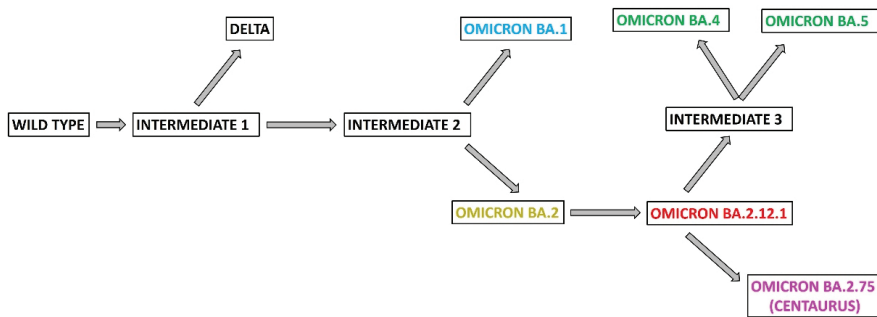 DELTA
OMICRON BA.1
OMICRON BA.4
OMICRON BA.5
WILD TYPE
INTERMEDIATE 1
INTERMEDIATE 2
INTERMEDIATE 3
OMICRON BA.2
OMICRON BA.2.12.1
OMICRON BA.2.75
(CENTAURUS)